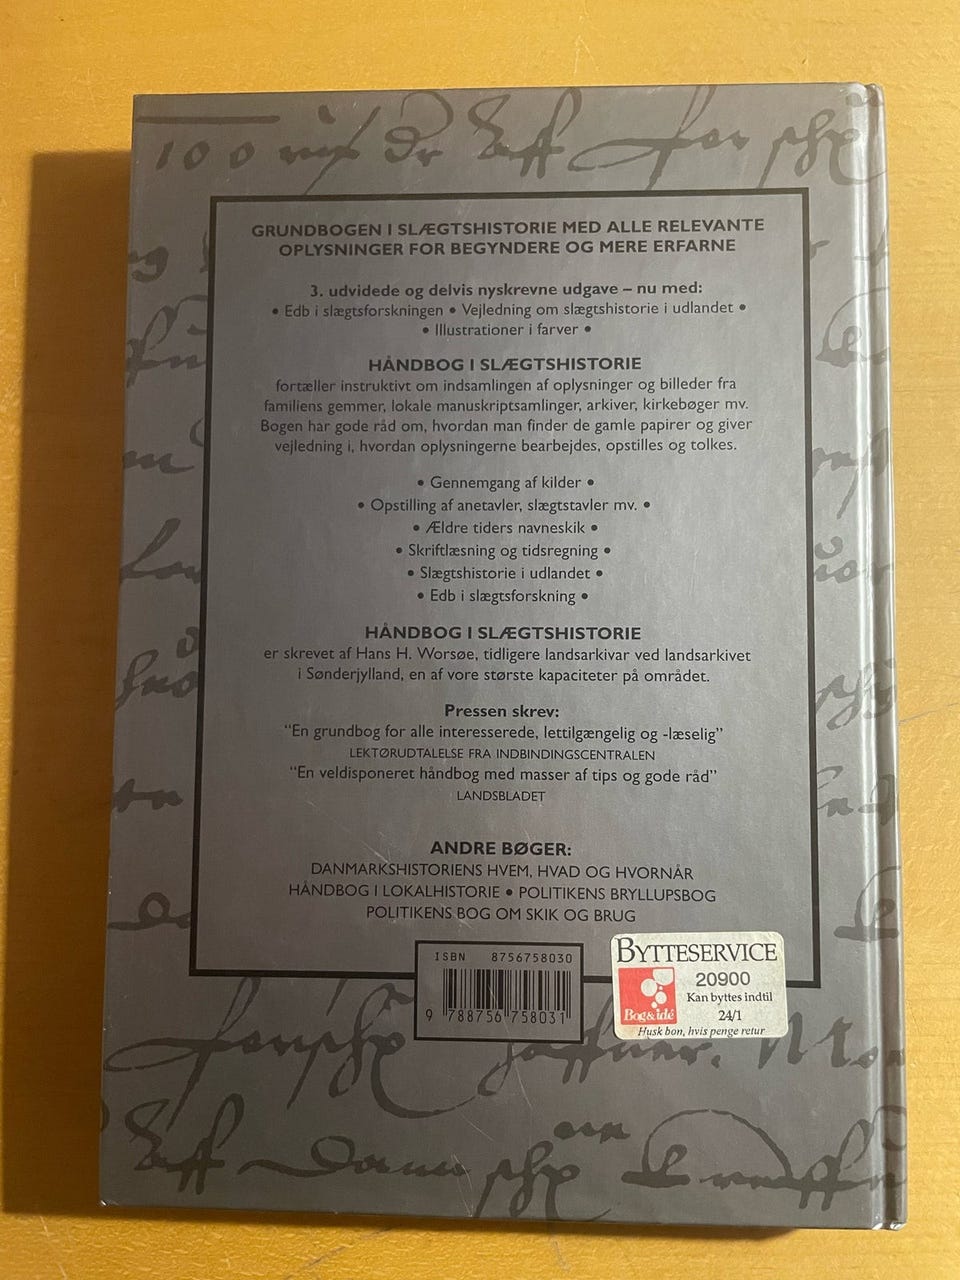 GRUNDBOGEN I SLÆGTSHISTORIE MED ALLE RELEVANTE
OPLYSNINGER FOR BEGYNDERE OG MERE ERFARNE
3. udvidede og delvis nyskrevne udgave – nu med:
• Edb i slægtsforskningen • Vejledning om slægtshistorie i udlandet •
• Illustrationer i farver •
HÅNDBOG I SLÆGTSHISTORIE
fortæller instruktivt om indsamlingen af oplysninger og billeder fra
familiens gemmer, lokale manuskriptsamlinger, arkiver, kirkebøger mv.
Bogen har gode råd om, hvordan man finder de gamle papirer og giver
vejledning i, hvordan oplysningerne bearbejdes, opstilles og tolkes.
• Gennemgang af kilder •
• Opstilling af anetavler, slægtstavler mv. •
• Ældre tiders navneskik •
• Skriftlæsning og tidsregning •
• Slægtshistorie i udlandet •
• Edb i slægtsforskning •
HÅNDBOG I SLÆGTSHISTORIE
er skrevet af Hans H. Worsøe, tidligere landsarkivar ved landsarkivet
i Sønderjylland, en af vore største kapaciteter på området.
Pressen skrev:
“En grundbog for alle interesserede, lettilgængelig og -læselig”
LEKTØRUDTALELSE FRA INDBINDINGSCENTRALEN
“En veldisponeret håndbog med masser af tips og gode råd”
LANDSBLADET
ANDRE BØGER:
DANMARKSHISTORIENS HVEM, HVAD OG HVORNÅR
HÅNDBOG I LOKALHISTORIE • POLITIKENS BRYLLUPSBOG
POLITIKENS BOG OM SKIK OG BRUG
ISBN 8756758030
9 788756 758031
BYTTESERVICE
20900
Kan byttes indtil
24/1
Bog&idé
Husk bon, hvis penge retur